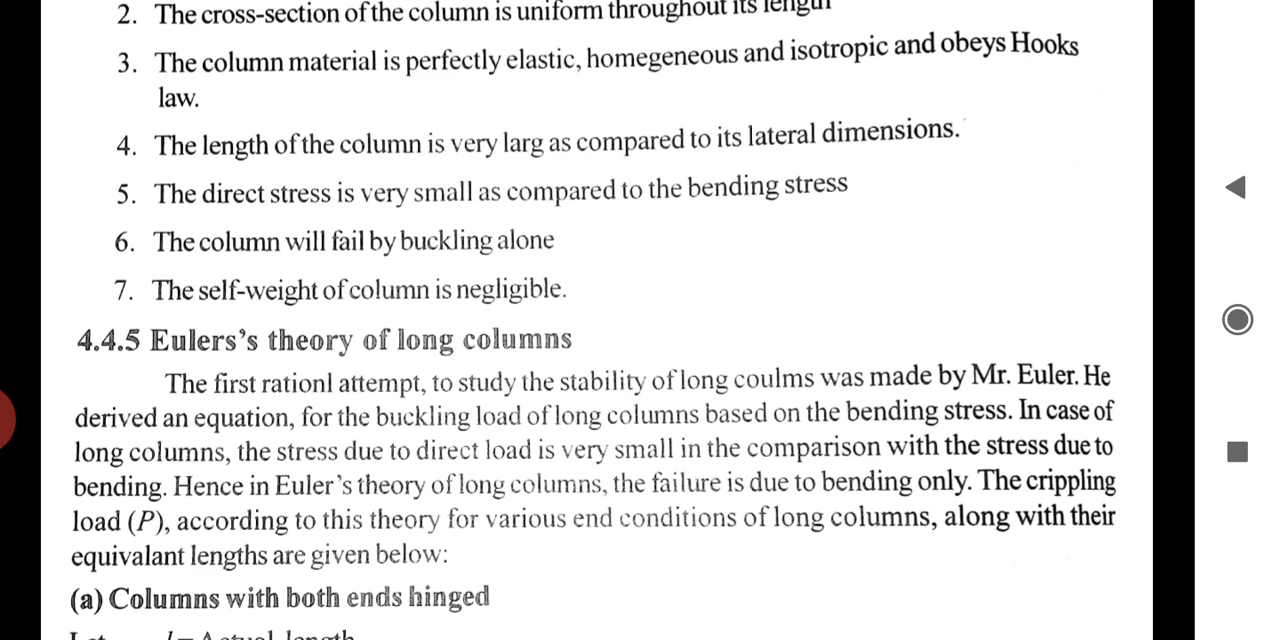 2. The cross-section of the column is uniform throughout its length
3. The column material is perfectly elastic, homegeneous and isotropic and obeys Hooks
law.
4. The length of the column is very larg as compared to its lateral dimensions.
5. The direct stress is very small as compared to the bending stress
6. The column will fail by buckling alone
7. The self-weight of column is negligible.
4.4.5 Eulers's theory of long columns
The first rationl attempt, to study the stability of long coulms was made by Mr. Euler. He
derived an equation, for the buckling load of long columns based on the bending stress. In case of
long columns, the stress due to direct load is very small in the comparison with the stress due to
bending. Hence in Euler's theory of long columns, the failure is due to bending only. The crippling
load (P), according to this theory for various end conditions of long columns, along with their
equivalant lengths are given below:
(a) Columns with both ends hinged
Let l = Actual length